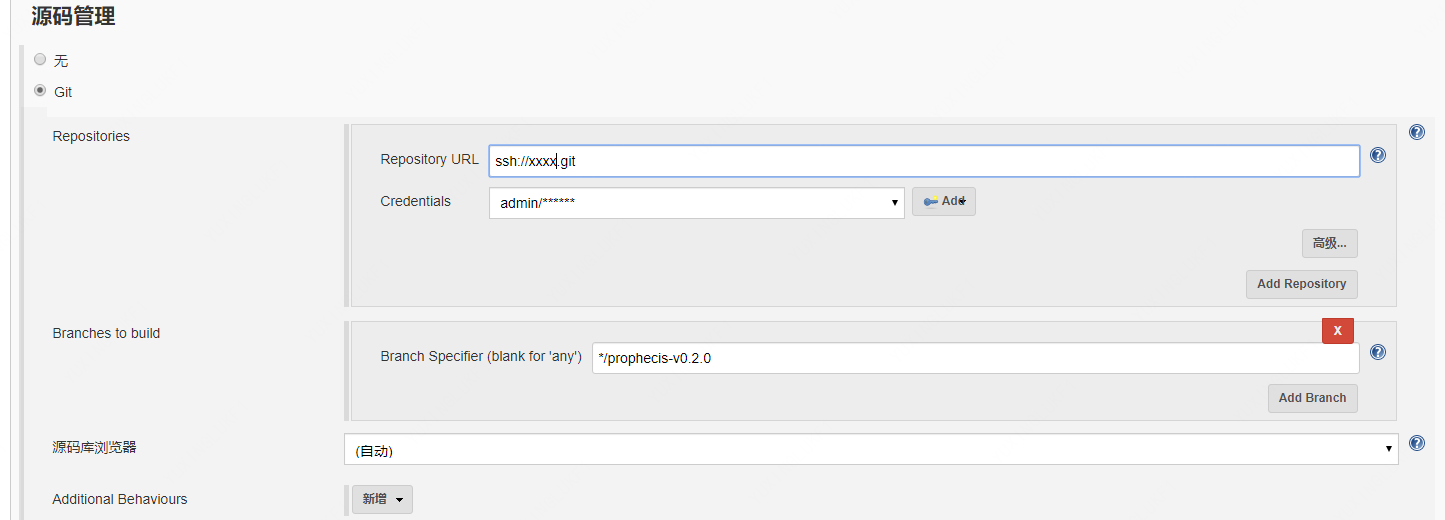 源码管理
无
Git
Repositories
Repository URL ssh://xxxx.git
Credentials admin/****** Add
高级...
Add Repository
Branches to build
X
Branch Specifier (blank for 'any') */prophecis-v0.2.0
Add Branch
源码库浏览器 (自动)
Additional Behaviours 新增